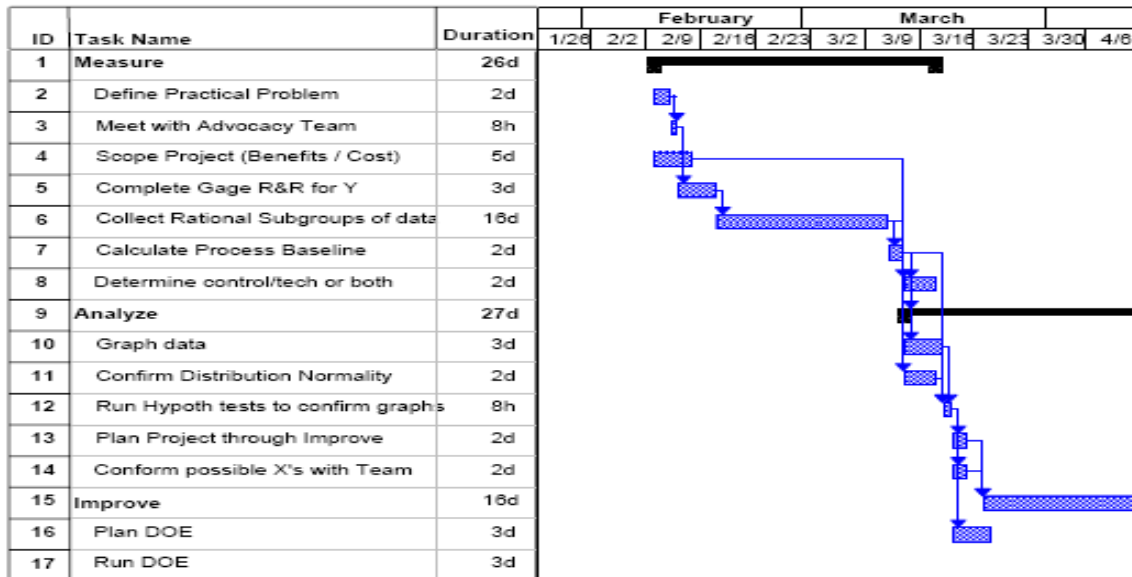 February March
ID Task Name Duration 1/26 2/2 2/9 2/16 2/23 3/2 3/9 3/16 3/23 3/30 4/6
1 Measure 26d
2 Define Practical Problem 2d
3 Meet with Advocacy Team 8h
4 Scope Project (Benefits / Cost) 5d
5 Complete Gage R&R for Y 3d
6 Collect Rational Subgroups of data 16d
7 Calculate Process Baseline 2d
8 Determine control/tech or both 2d
9 Analyze 27d
10 Graph data 3d
11 Confirm Distribution Normality 2d
12 Run Hypoth tests to confirm graphs 8h
13 Plan Project through Improve 2d
14 Conform possible X's with Team 2d
15 Improve 16d
16 Plan DOE 3d
17 Run DOE 3d